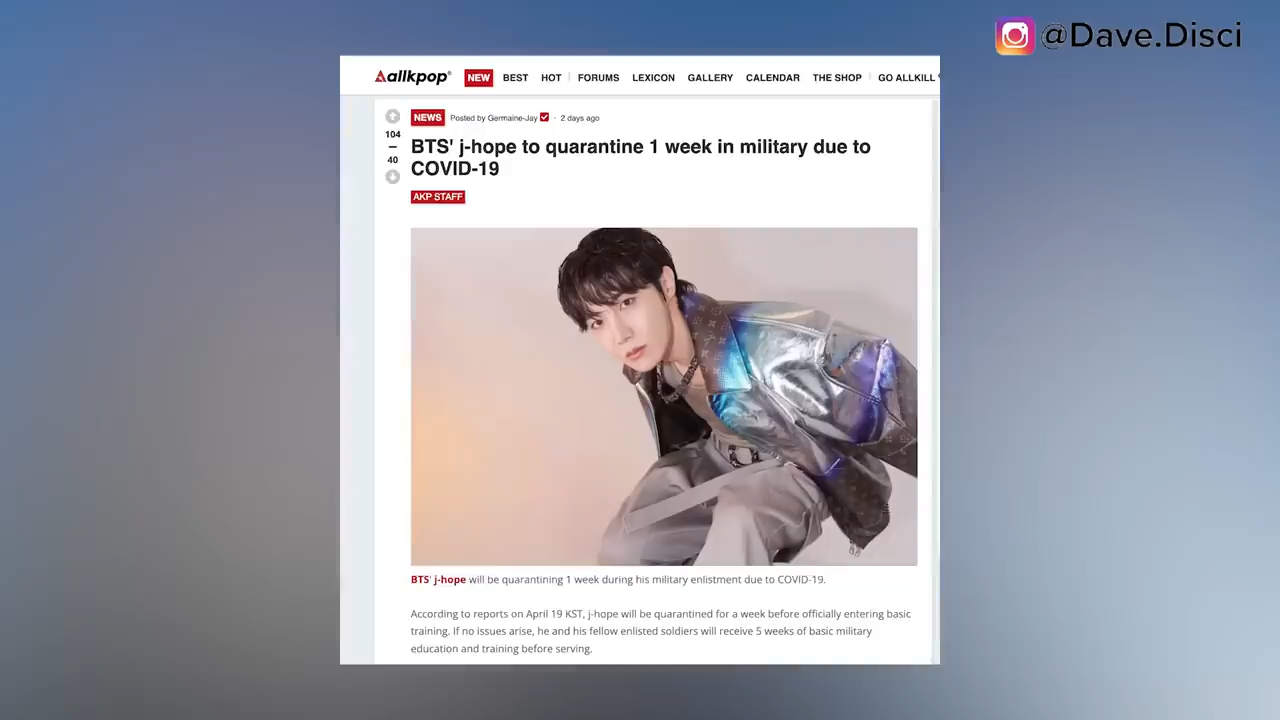 @Dave.Disci
allkpop®
NEW BEST HOT FORUMS LEXICON GALLERY CALENDAR THE SHOP GO ALLKILL
NEWS Posted by Germaine-Jay · 2 days ago
104
40
BTS' j-hope to quarantine 1 week in military due to
COVID-19
AKP STAFF
BTS' j-hope will be quarantining 1 week during his military enlistment due to COVID-19.
According to reports on April 19 KST, j-hope will be quarantined for a week before officially entering basic
training. If no issues arise, he and his fellow enlisted soldiers will receive 5 weeks of basic military
education and training before serving.